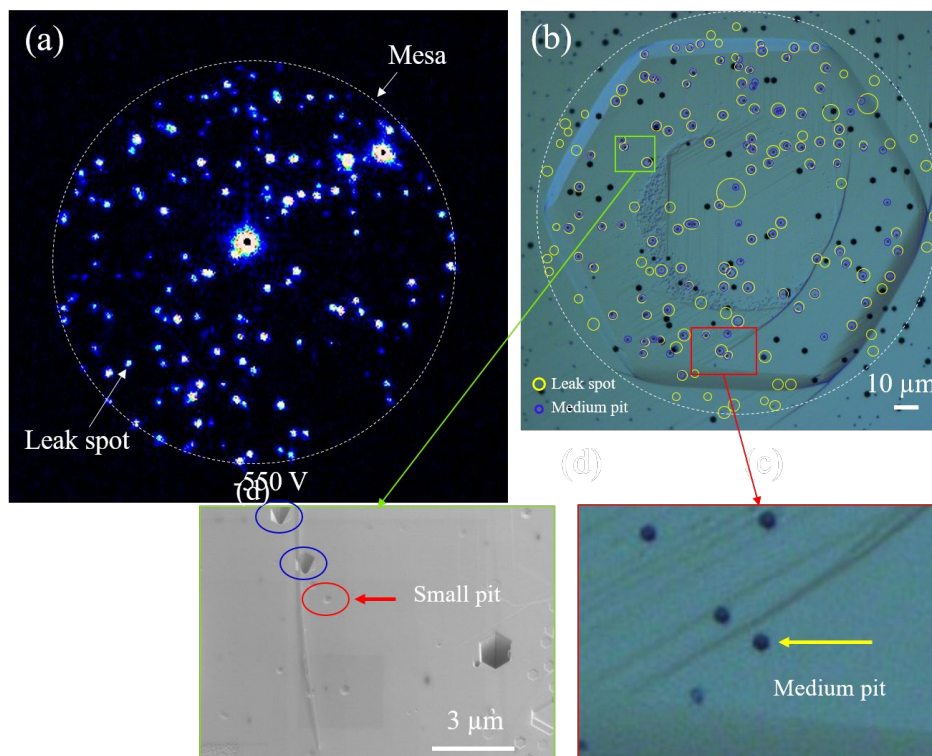 (a)
Mesa
Leak spot
-550 V
(b)
Leak spot
Medium pit
10 µm
(d)
(c)
(d)
Small pit
3 µm
Medium pit